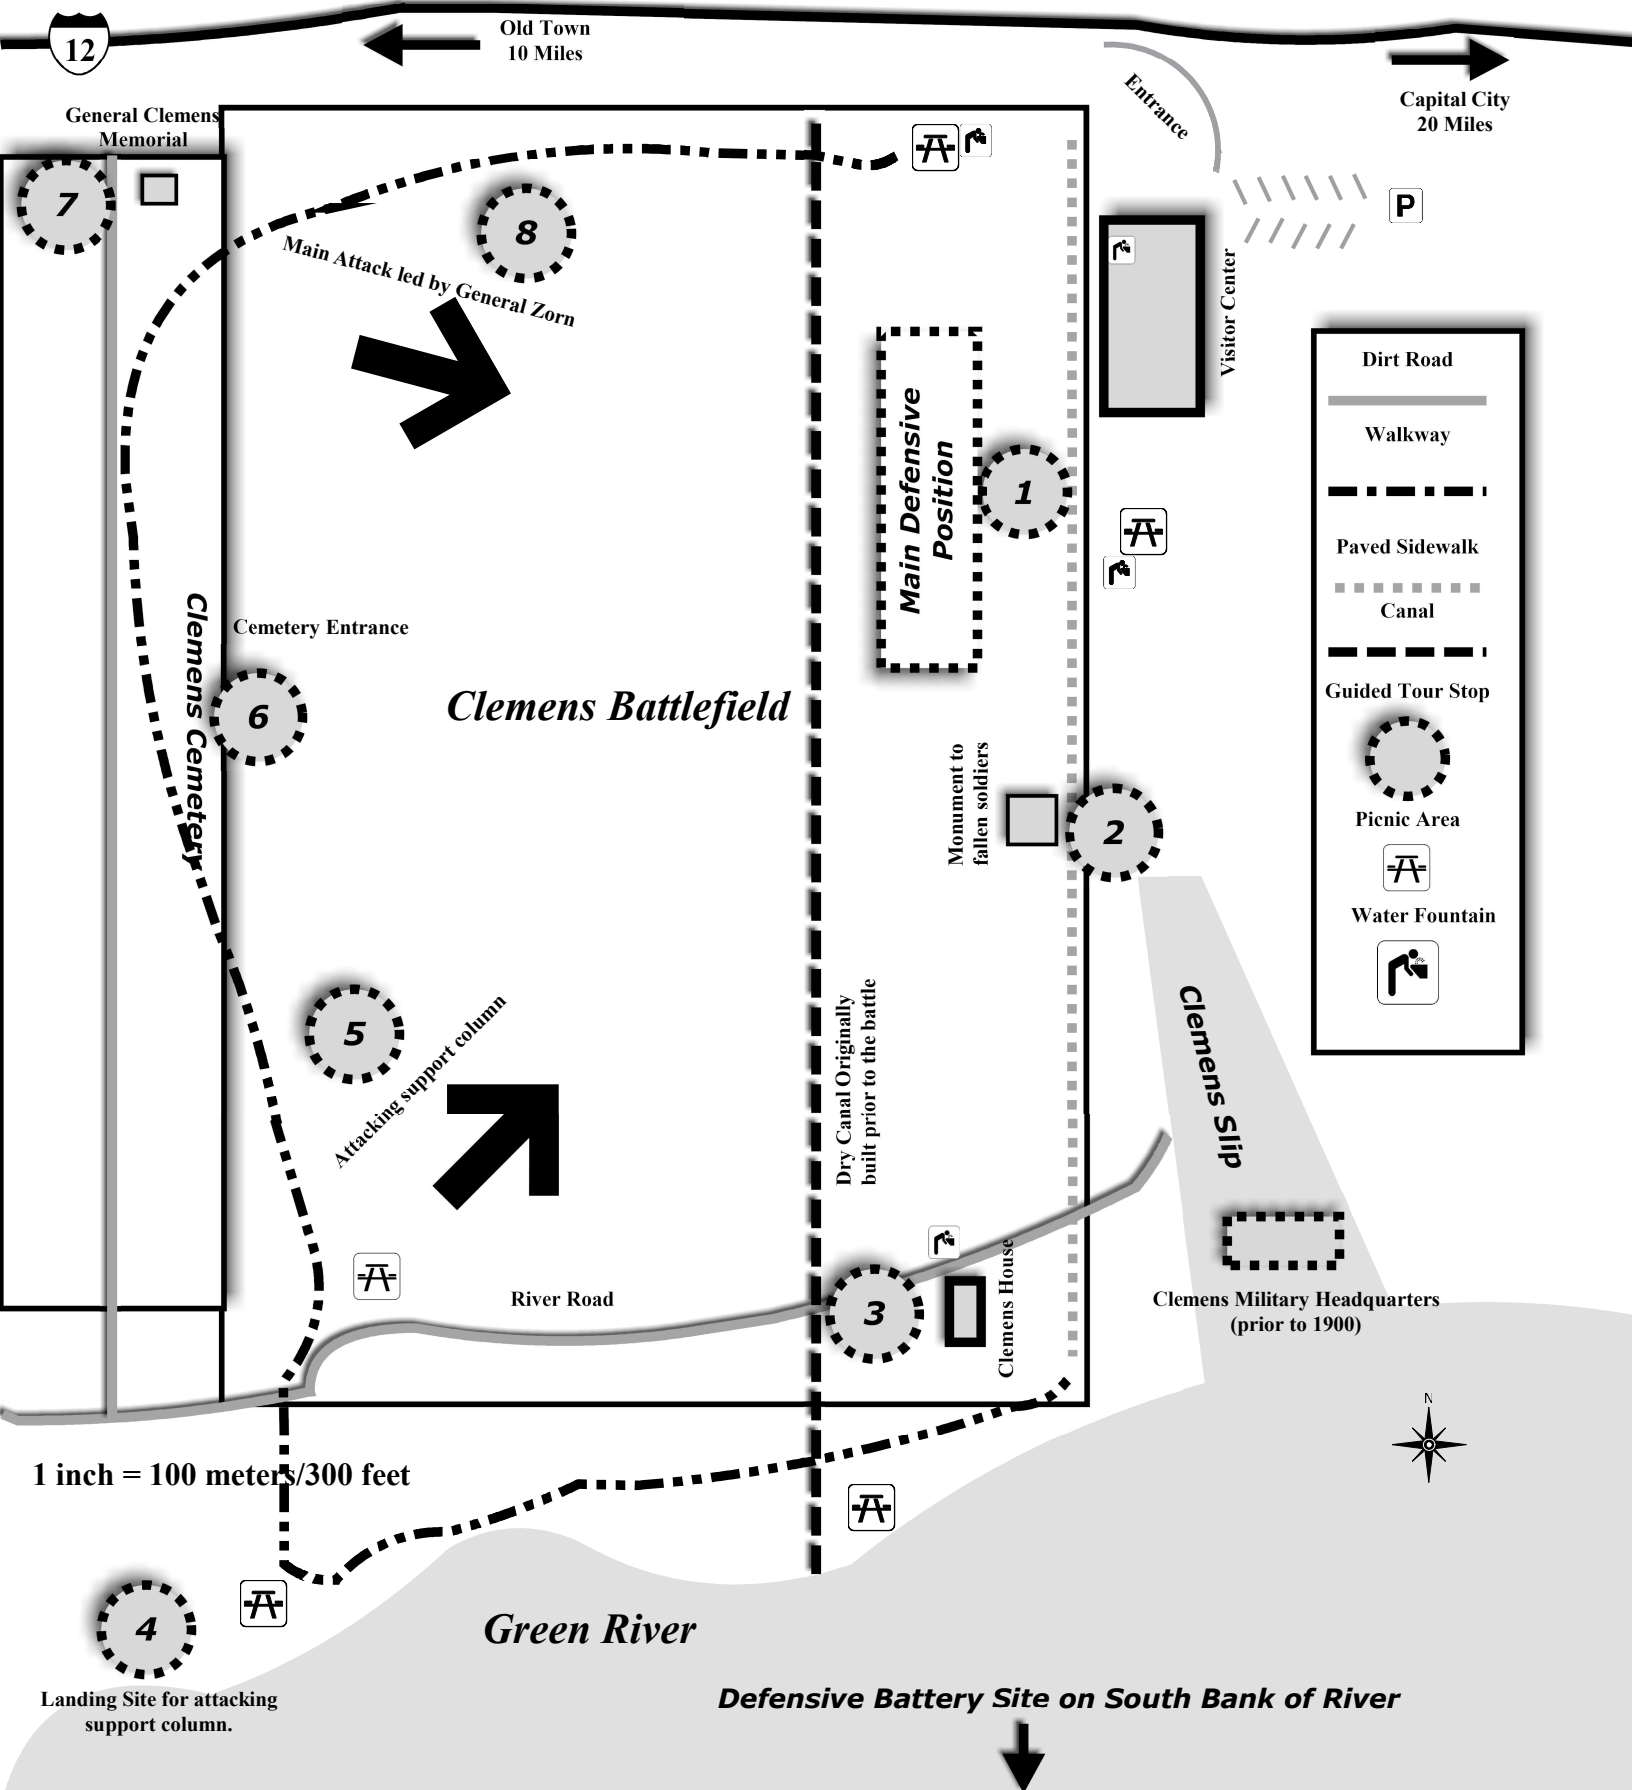 12
Old Town
10 Miles
Entrance
Capital City
20 Miles
General Clemens
Memorial
7
8
P
Main Attack led by General Zorn
Visitor Center
Dirt Road
Walkway
Paved Sidewalk
Canal
Guided Tour Stop
Picnic Area
Water Fountain
Main Defensive
Position
1
Clemens Cemetery
Cemetery Entrance
6
Clemens Battlefield
Monument to
fallen soldiers
2
5
Attacking support column
Dry Canal Originally
built prior to the battle
Clemens Slip
River Road
3
Clemens House
Clemens Military Headquarters
(prior to 1900)
N
1 inch = 100 meters/300 feet
4
Green River
Landing Site for attacking
support column.
Defensive Battery Site on South Bank of River